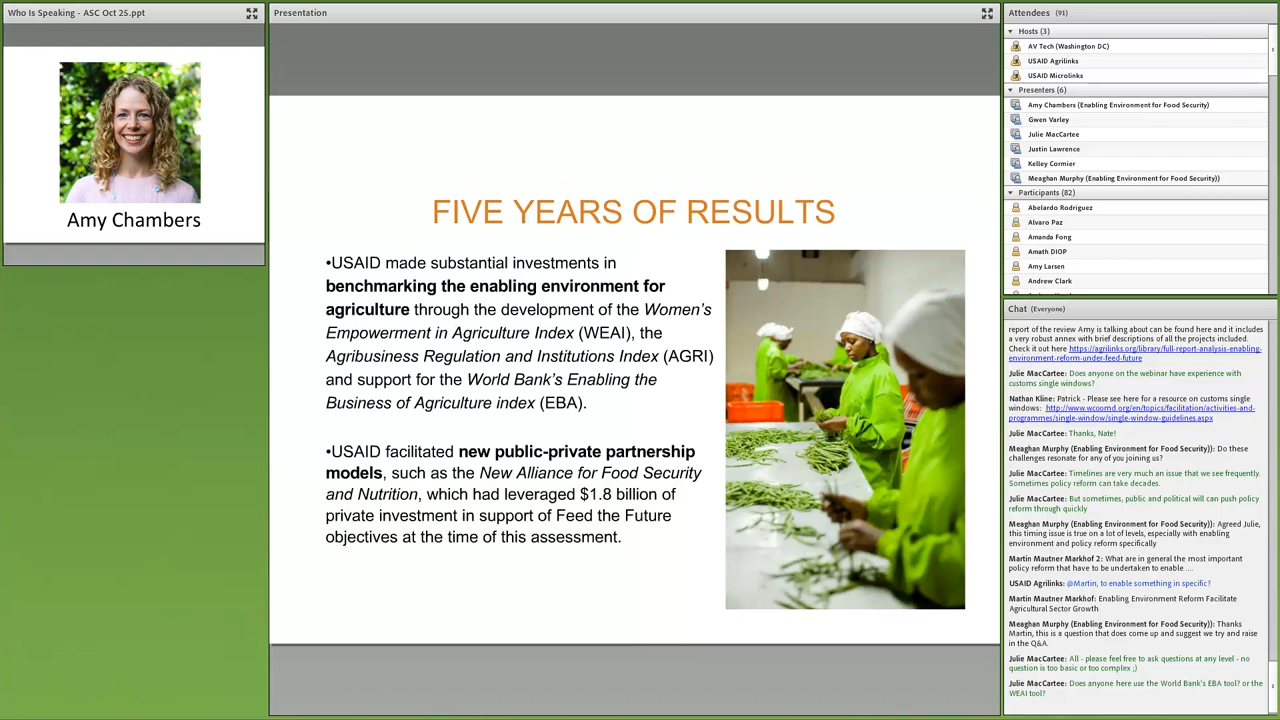 Who Is Speaking - ASC Oct 25.ppt
Amy Chambers
Presentation
FIVE YEARS OF RESULTS
•USAID made substantial investments in
benchmarking the enabling environment for
agriculture through the development of the Women's
Empowerment in Agriculture Index (WEAI), the
Agribusiness Regulation and Institutions Index (AGRI)
and support for the World Bank's Enabling the
Business of Agriculture index (EBA).
•USAID facilitated new public-private partnership
models, such as the New Alliance for Food Security
and Nutrition, which had leveraged $1.8 billion of
private investment in support of Feed the Future
objectives at the time of this assessment.
Attendees (91)
Hosts (3)
AV Tech (Washington DC)
USAID Agrilinks
USAID Microlinks
Presenters (6)
Amy Chambers (Enabling Environment for Food Security)
Gwen Varley
Julie MacCartee
Justin Lawrence
Kelley Cormier
Meaghan Murphy (Enabling Environment for Food Security))
Participants (82)
Abelardo Rodriguez
Alvaro Paz
Amanda Fong
Amath DIOP
Amy Larsen
Andrew Clark
Chat (Everyone)
report of the review Amy is talking about can be found here and it includes
a very robust annex with brief descriptions of all the projects included.
Check it out here https://agrilinks.org/library/full-report-analysis-enabling-
environment-reform-under-feed-future
Julie MacCartee: Does anyone on the webinar have experience with
customs single windows?
Nathan Kline: Patrick - Please see here for a resource on customs single
windows: http://www.wcoomd.org/en/topics/facilitation/activities-and-
programmes/single-window/single-window-guidelines.aspx
Julie MacCartee: Thanks, Nate!
Meaghan Murphy (Enabling Environment for Food Security)): Do these
challenges resonate for any of you joining us?
Julie MacCartee: Timelines are very much an issue that we see frequently.
Sometimes policy reform can take decades.
Julie MacCartee: But sometimes, public and political will can push policy
reform through quickly
Meaghan Murphy (Enabling Environment for Food Security)): Agreed Julie,
this timing issue is true on a lot of levels, especially with enabling
environment and policy reform specifically
Martin Mautner Markhof 2: What are in general the most important
policy reform that have to be undertaken to enable ....
USAID Agrilinks: @Martin, to enable something in specific?
Martin Mautner Markhof: Enabling Environment Reform Facilitate
Agricultural Sector Growth
Meaghan Murphy (Enabling Environment for Food Security)): Thanks
Martin, this is a question that does come up and suggest we try and raise
in the Q&A.
Julie MacCartee: All - please feel free to ask questions at any level - no
question is too basic or too complex ;)
Julie MacCartee: Does anyone here use the World Bank's EBA tool? or the
WEAI tool?